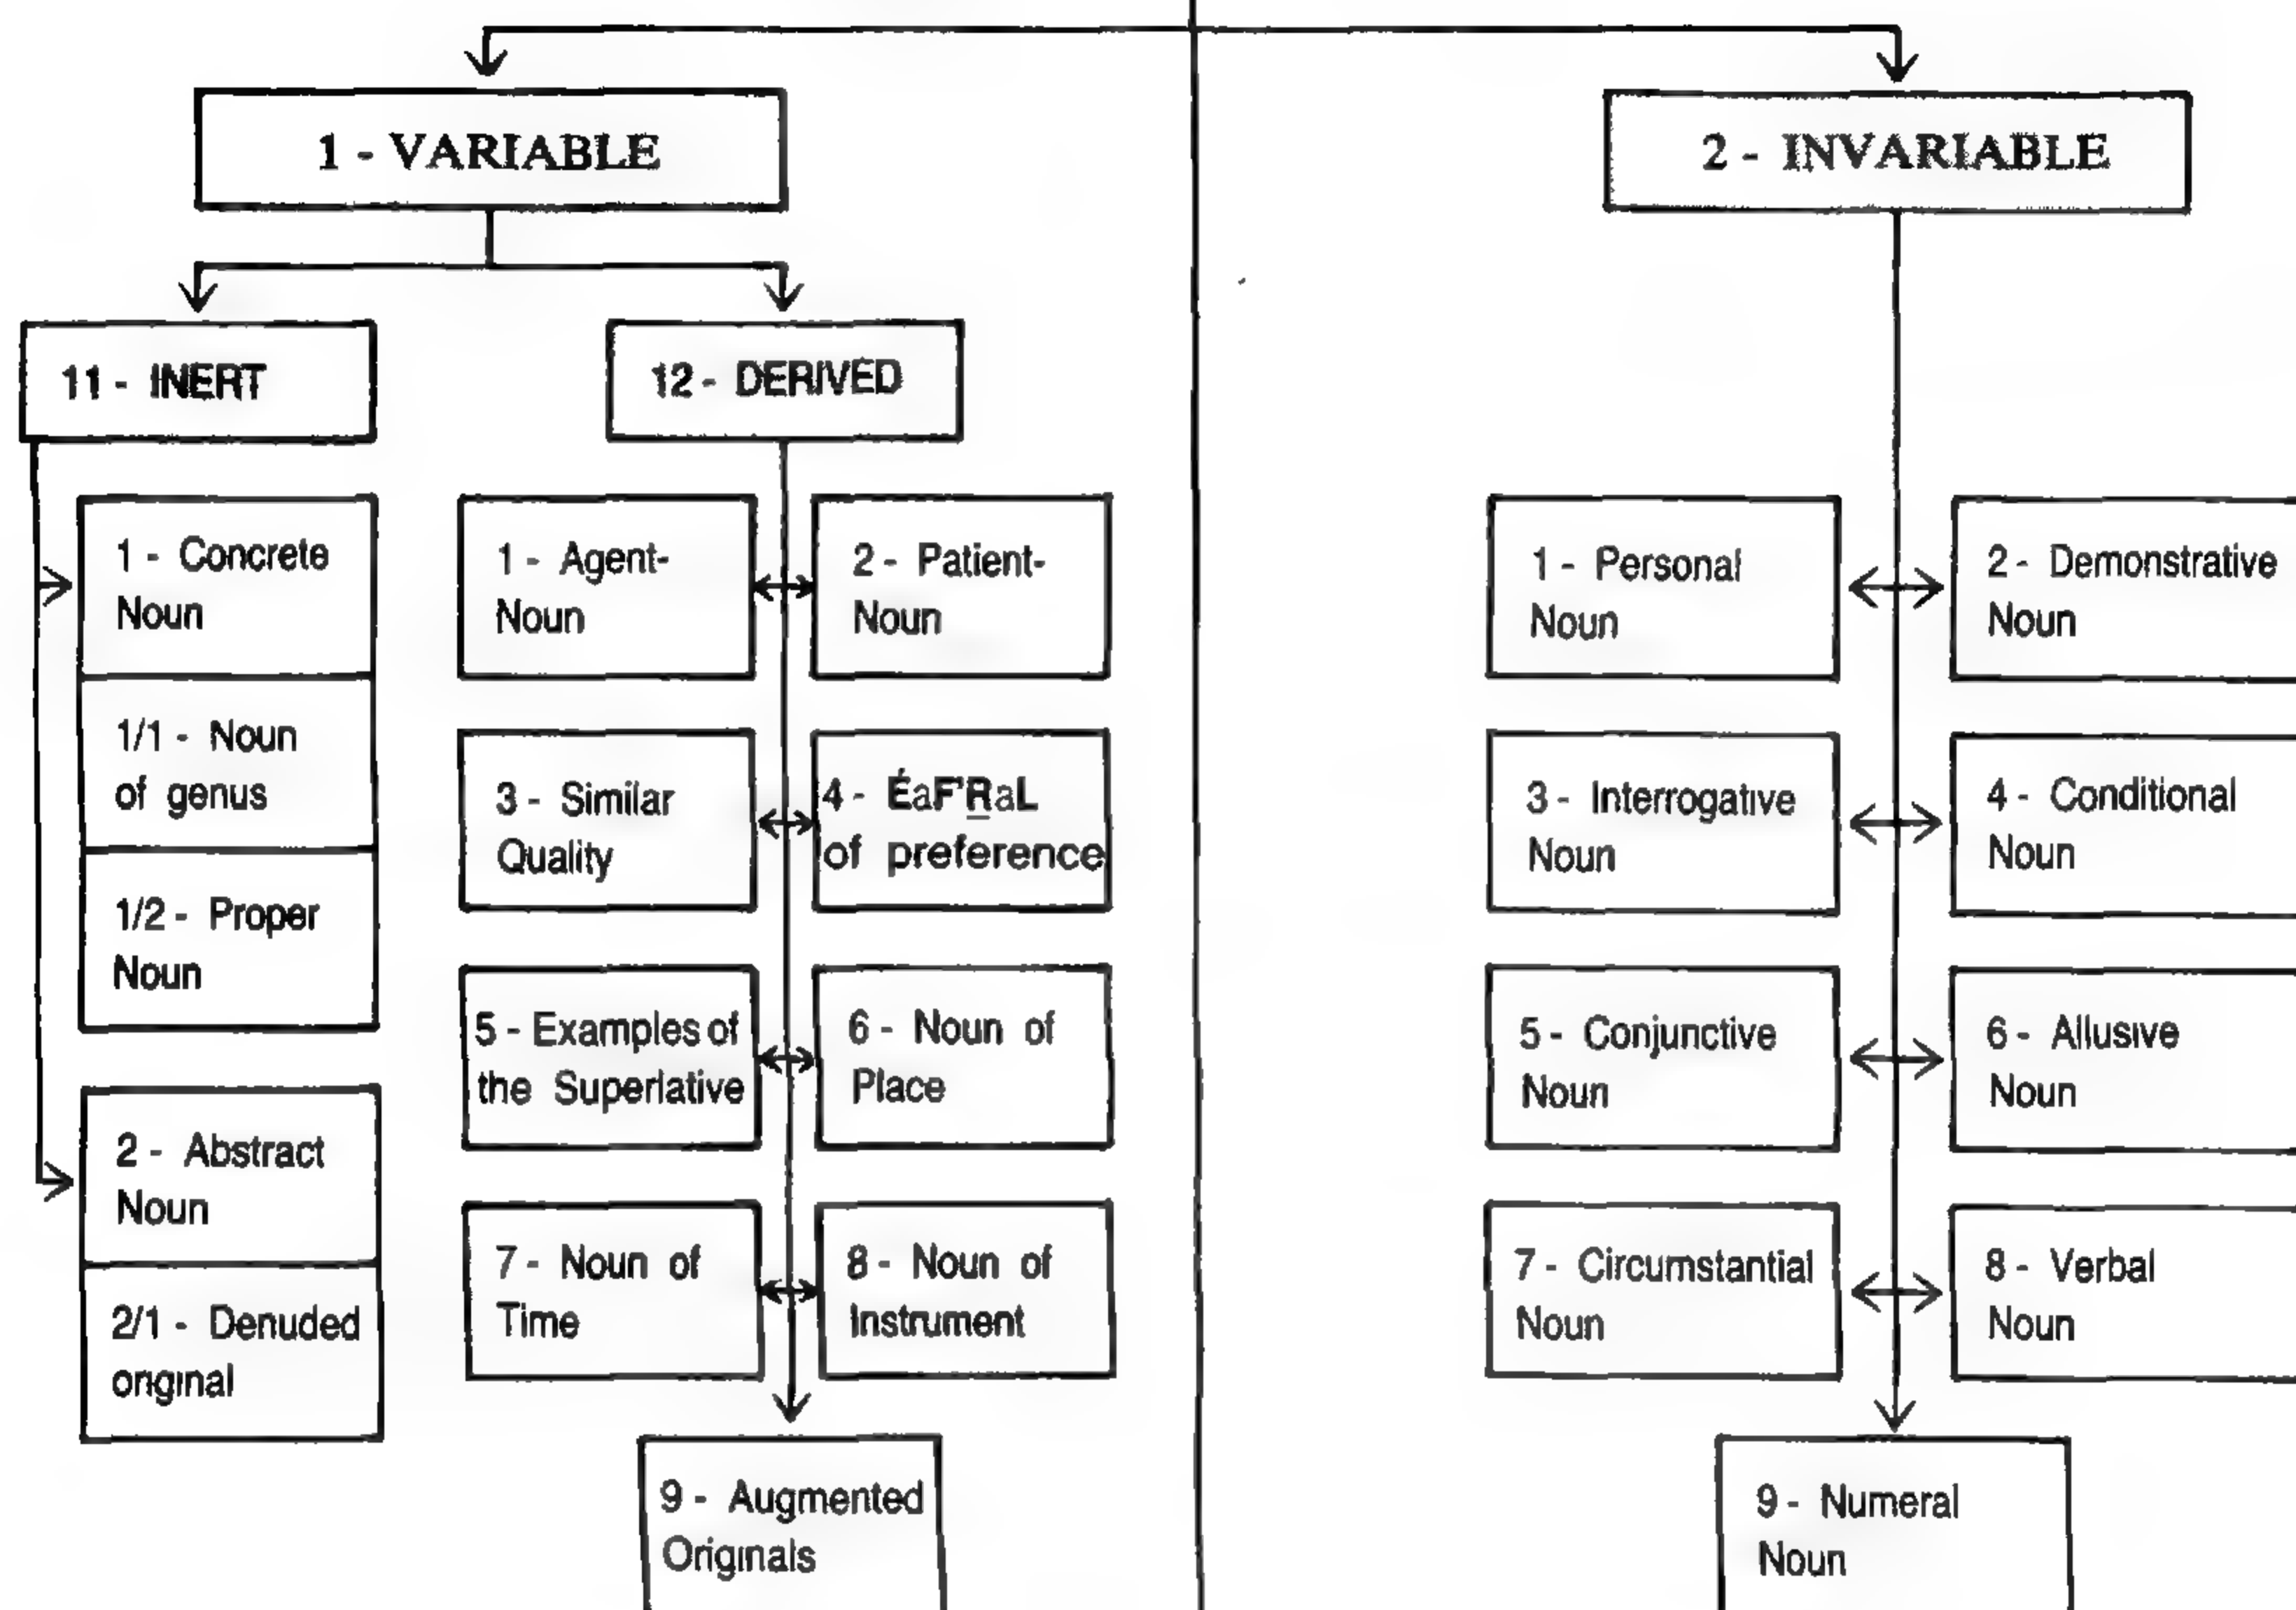 1 - VARIABLE
2 - INVARIABLE
11 - INERT
12 - DERIVED
1 - Concrete
Noun
1/1 - Noun
of genus
1/2 - Proper
Noun
2 - Abstract
Noun
2/1 - Denuded
original
1 - Agent-
Noun
2 - Patient-
Noun
3 - Similar
Quality
4 - ÉaF'RaL
of preference
5 - Examples of
the Superlative
6 - Noun of
Place
7 - Noun of
Time
8 - Noun of
Instrument
9 - Augmented
Originals
1 - Personal
Noun
2 - Demonstrative
Noun
3 - Interrogative
Noun
4 - Conditional
Noun
5 - Conjunctive
Noun
6 - Allusive
Noun
7 - Circumstantial
Noun
8 - Verbal
Noun
9 - Numeral
Noun